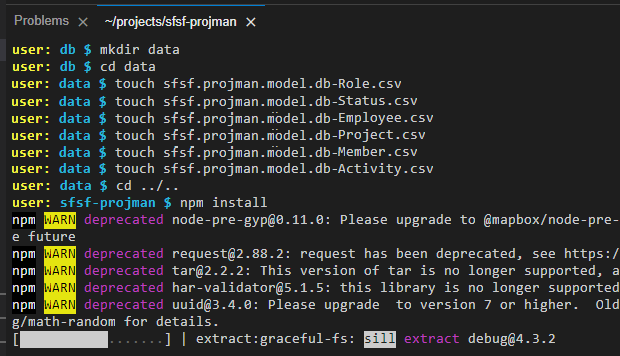 Problems × ~/projects/sfsf-projman ×
user: db $ mkdir data
user: db $ cd data
user: data $ touch sfsf.projman.model.db-Role.csv
user: data $ touch sfsf.projman.model.db-Status.csv
user: data $ touch sfsf.projman.model.db-Employee.csv
user: data $ touch sfsf.projman.model.db-Project.csv
user: data $ touch sfsf.projman.model.db-Member.csv
user: data $ touch sfsf.projman.model.db-Activity.csv
user: data $ cd ../..
user: sfsf-projman $ npm install
npm WARN deprecated node-pre-gyp@0.11.0: Please upgrade to @mapbox/node-pre-
e future
npm WARN deprecated request@2.88.2: request has been deprecated, see https:/
npm WARN deprecated tar@2.2.2: This version of tar is no longer supported, a
npm WARN deprecated har-validator@5.1.5: this library is no longer supported
npm WARN deprecated uuid@3.4.0: Please upgrade  to version 7 or higher.  Old
g/math-random for details.
[ .......] | extract:graceful-fs: sill extract debug@4.3.2